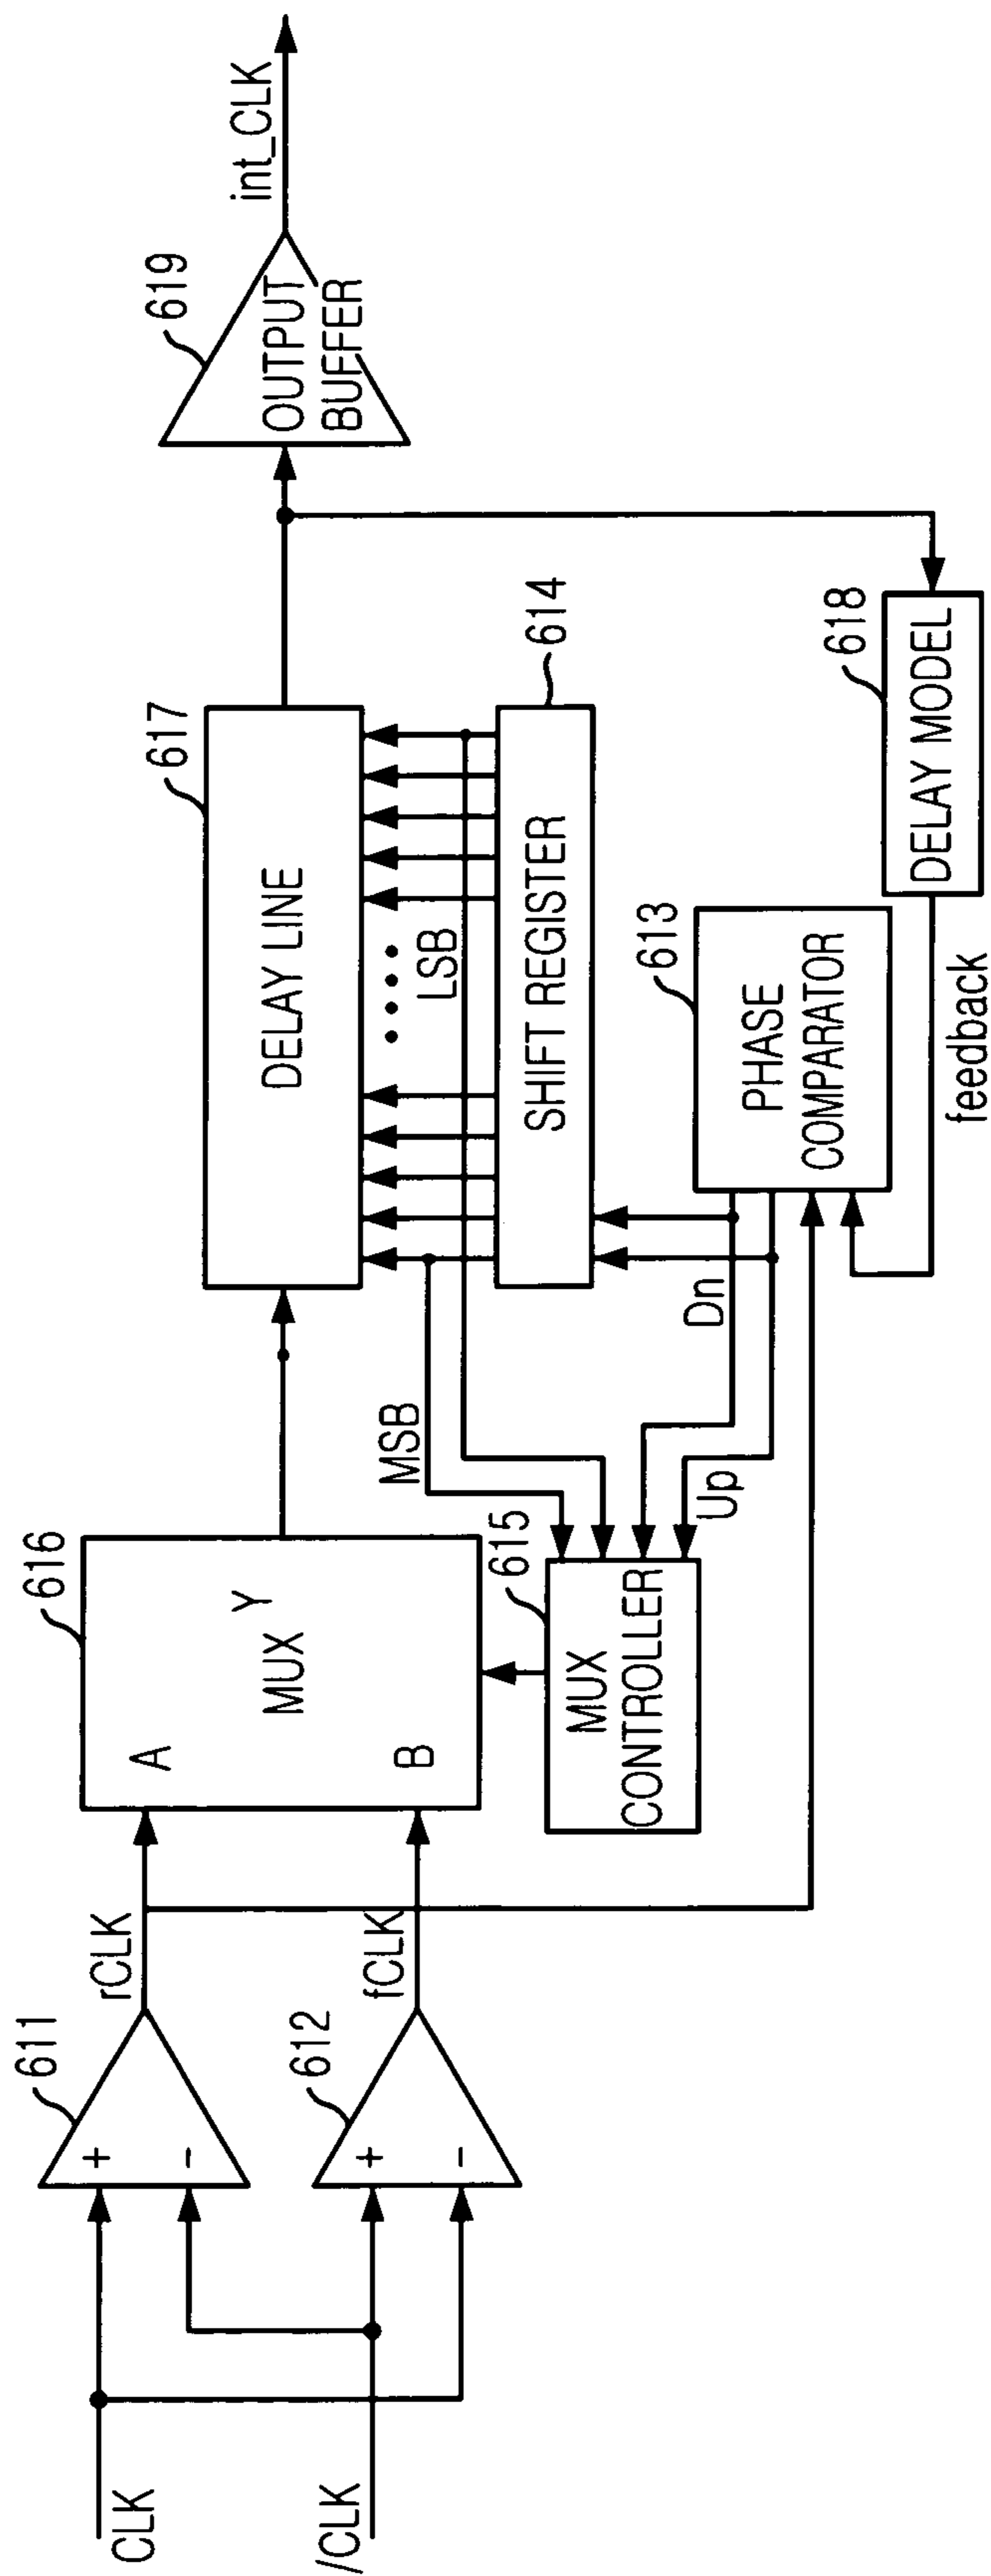 CLK
/CLK
611
+
-
612
+
-
rCLK
fCLK
616
A
B
MUX
Y
615
MUX
CONTROLLER
MSB
LSB
Dn
Up
617
DELAY LINE
614
SHIFT REGISTER
613
PHASE
COMPARATOR
feedback
618
DELAY MODEL
619
OUTPUT
BUFFER
int_CLK